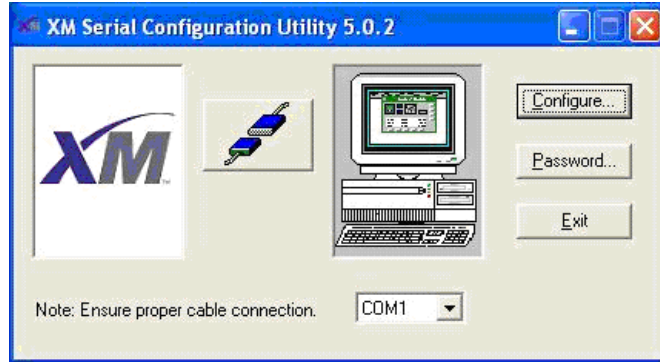 XM Serial Configuration Utility 5.0.2
XM
Configure...
Password...
Exit
Note: Ensure proper cable connection.
COM1